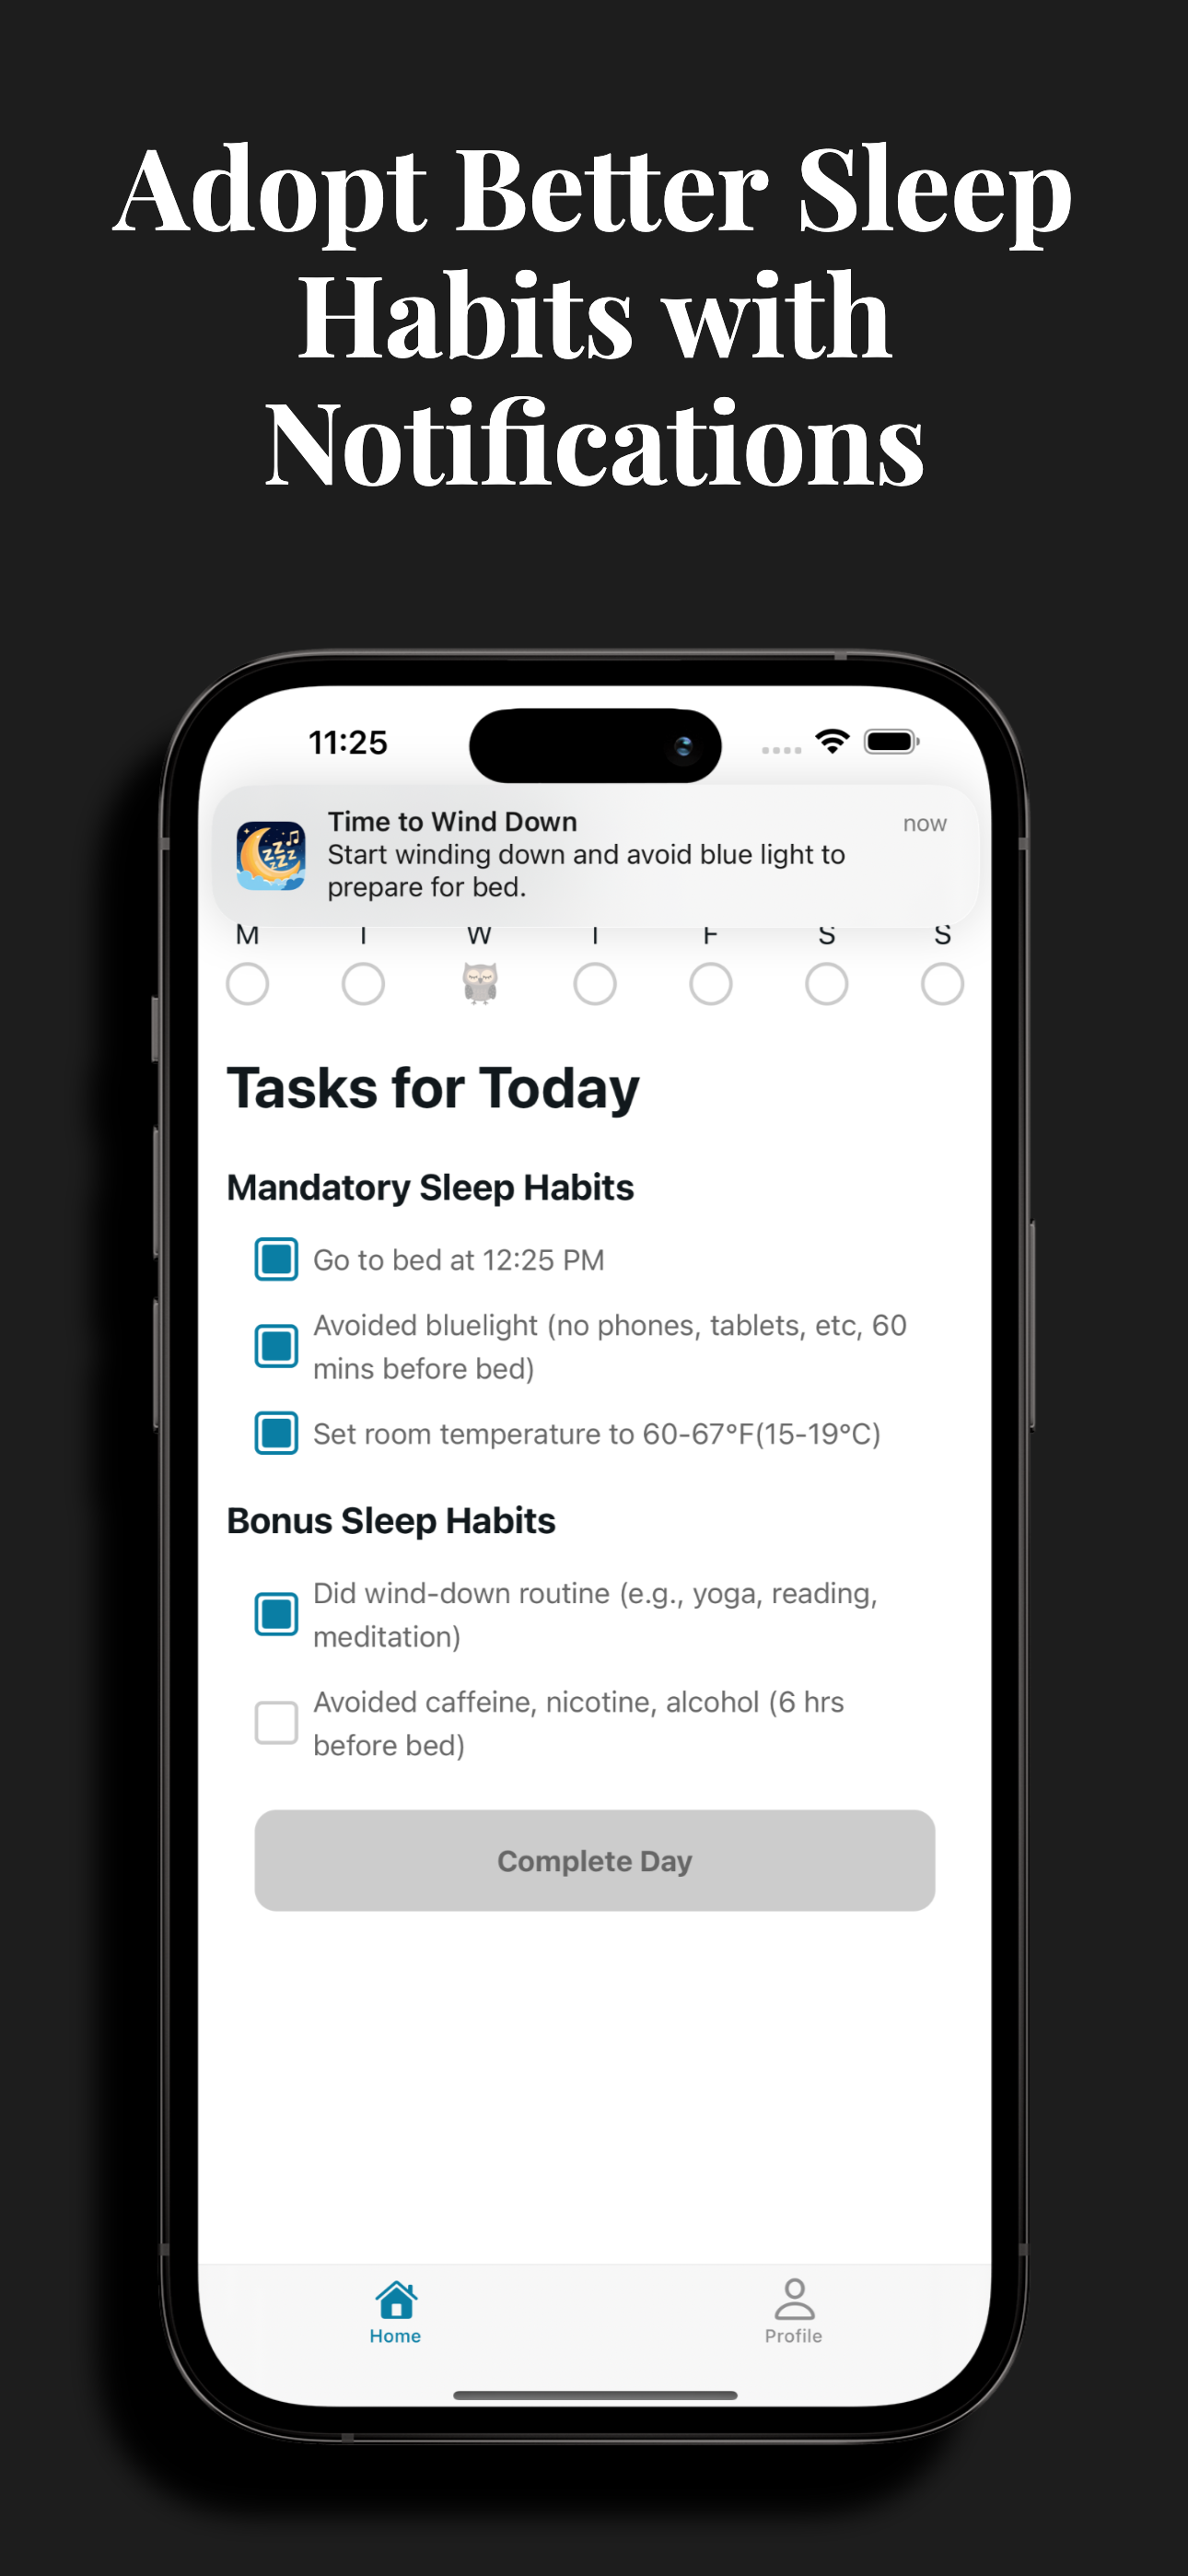 Adopt Better Sleep
Habits with
Notifications
11:25
Time to Wind Down
now
Start winding down and avoid blue light to
prepare for bed.
M T W T F S S
Tasks for Today
Mandatory Sleep Habits
Go to bed at 12:25 PM
Avoided bluelight (no phones, tablets, etc, 60
mins before bed)
Set room temperature to 60-67°F(15-19°C)
Bonus Sleep Habits
Did wind-down routine (e.g., yoga, reading,
meditation)
Avoided caffeine, nicotine, alcohol (6 hrs
before bed)
Complete Day
Home
Profile